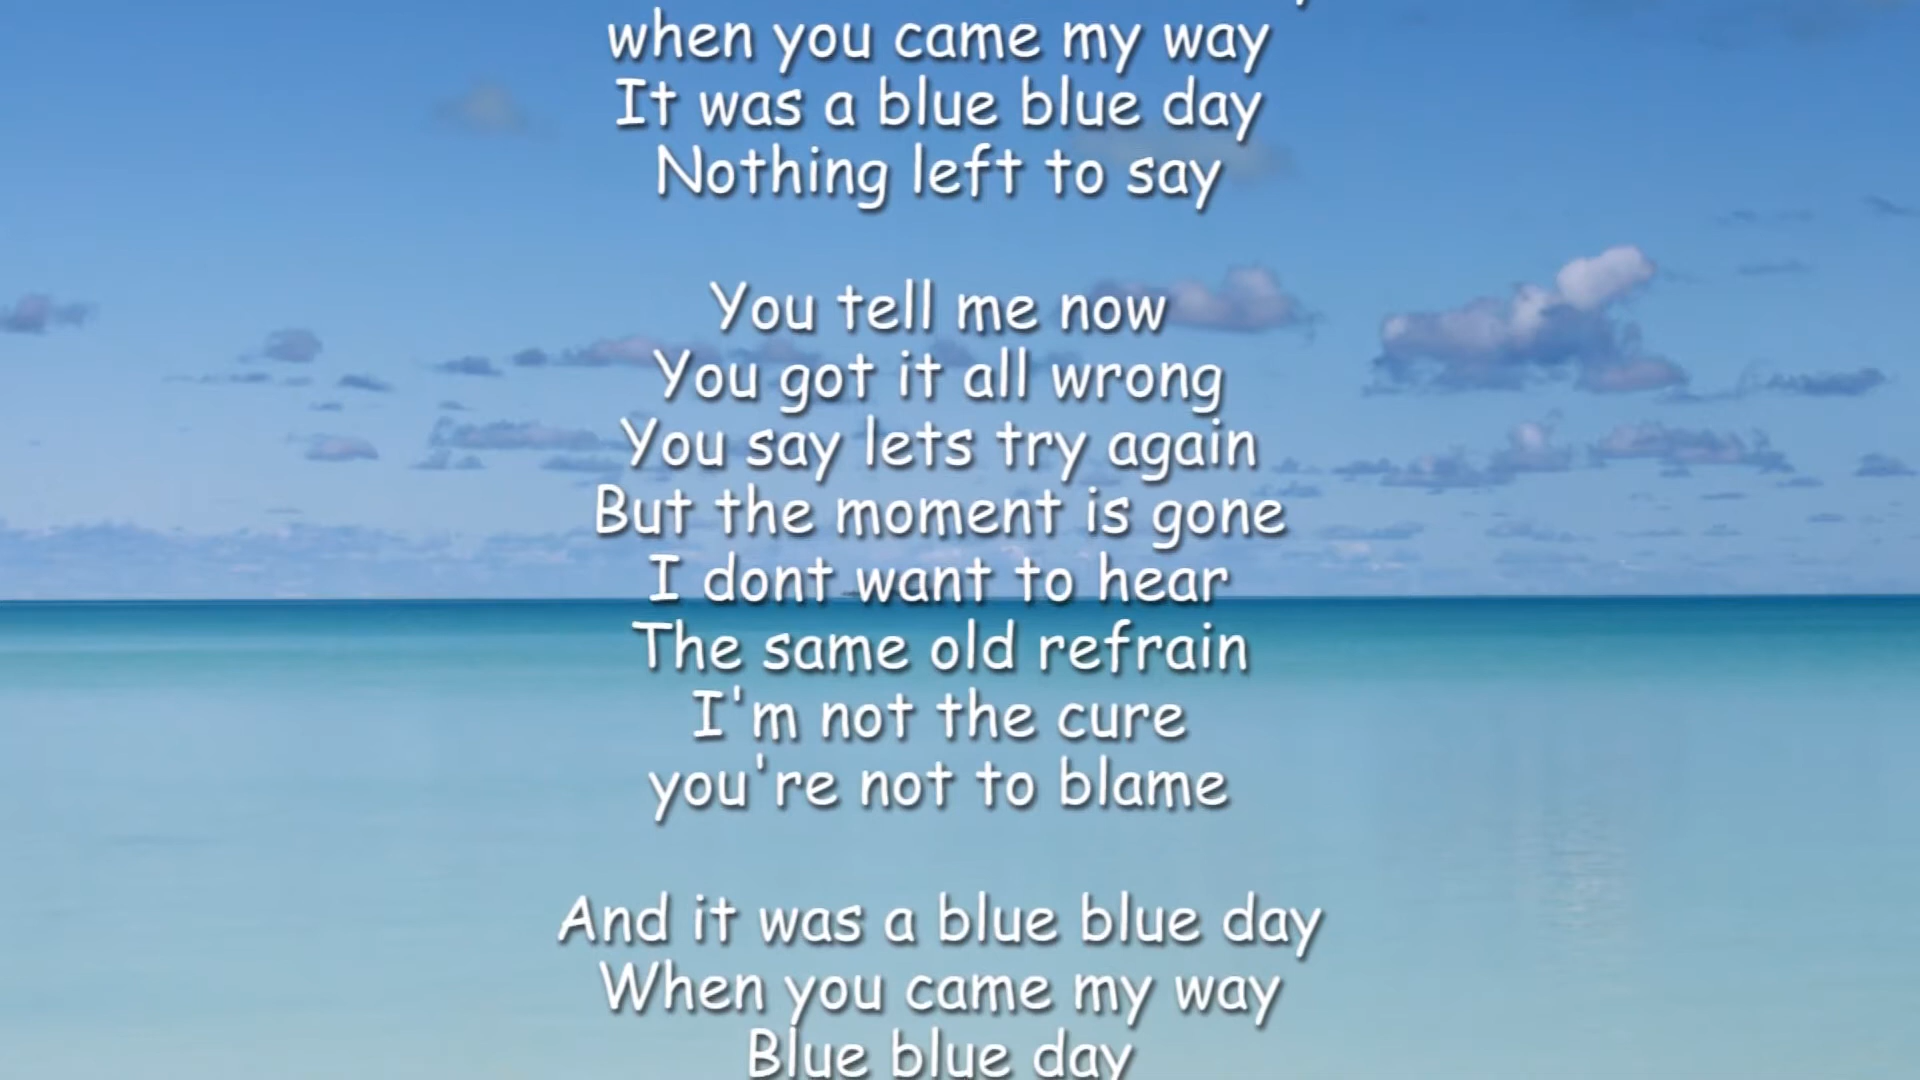 when you came my way
It was a blue blue day
Nothing left to say
You tell me now
You got it all wrong
You say lets try again
But the moment is gone
I dont want to hear
The same old refrain
I'm not the cure
you're not to blame
And it was a blue blue day
When you came my way
Blue blue day